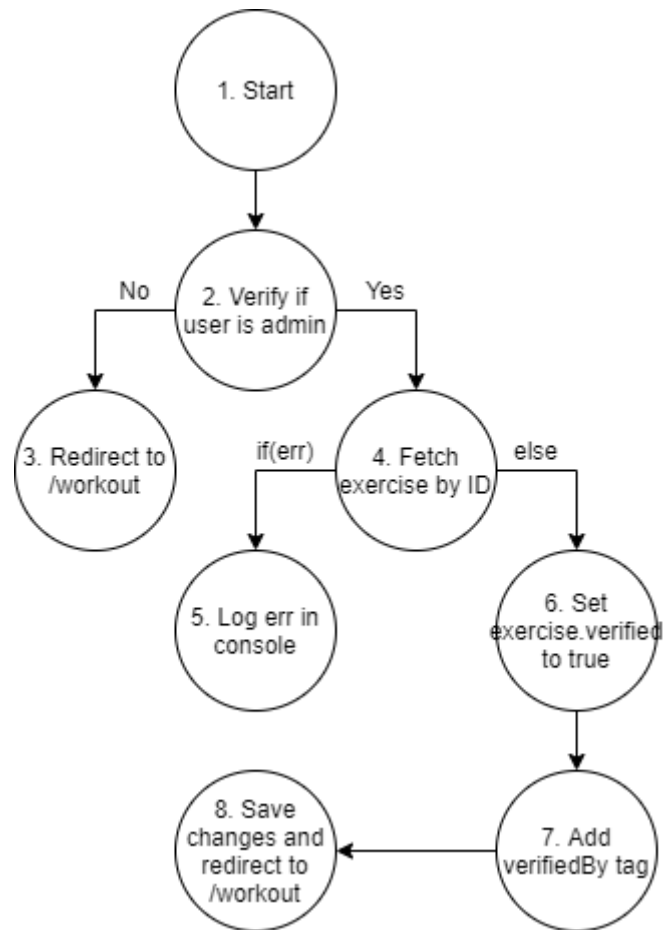 1. Start
No
2. Verify if
user is admin
Yes
3. Redirect to
/workout
if(err)
4. Fetch
exercise by ID
else
5. Log err in
console
6. Set
exercise.verified
to true
8. Save
changes and
redirect to
/workout
7. Add
verifiedBy tag